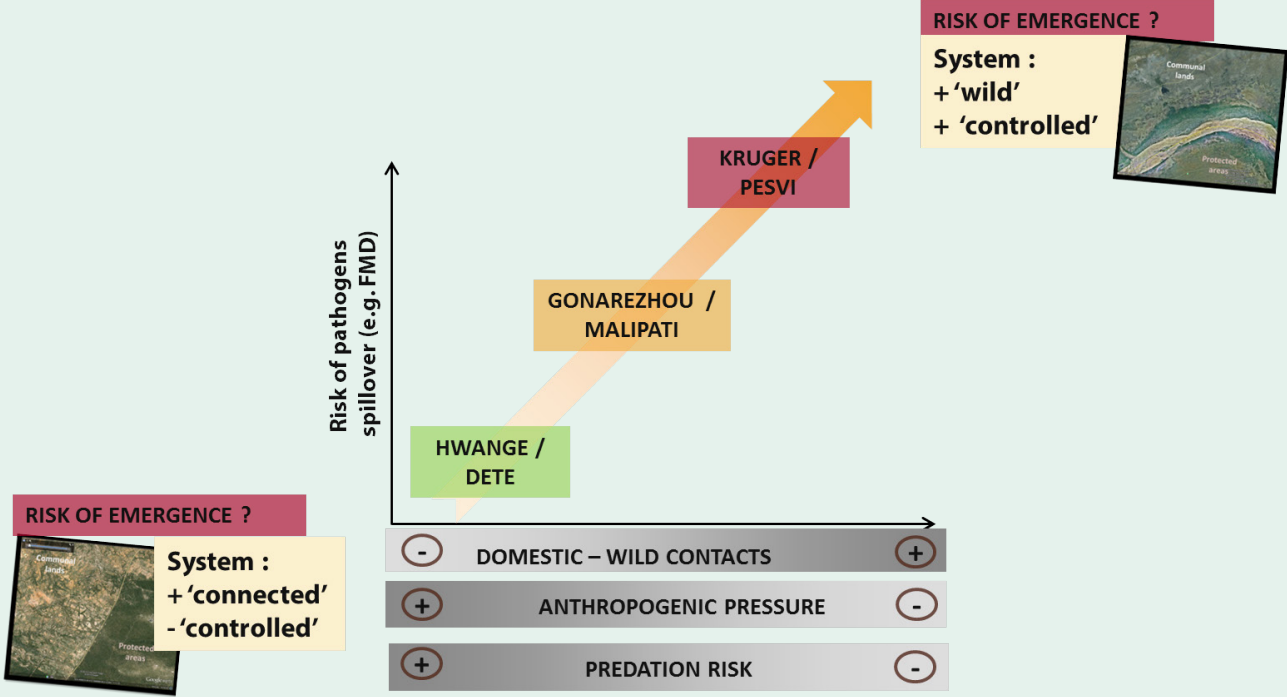 RISK OF EMERGENCE ?
System :
+ ‘wild’
+ ‘controlled’
Communal
lands
Protected
areas
KRUGER /
PESVI
GONAREZHOU /
MALIPATI
HWANGE /
DETE
Risk of pathogens
spillover (e.g. FMD)
RISK OF EMERGENCE ?
Communal
lands
Protected
areas
System :
+ ‘connected’
- ‘controlled’
- DOMESTIC – WILD CONTACTS +
+ ANTHROPOGENIC PRESSURE -
+ PREDATION RISK -